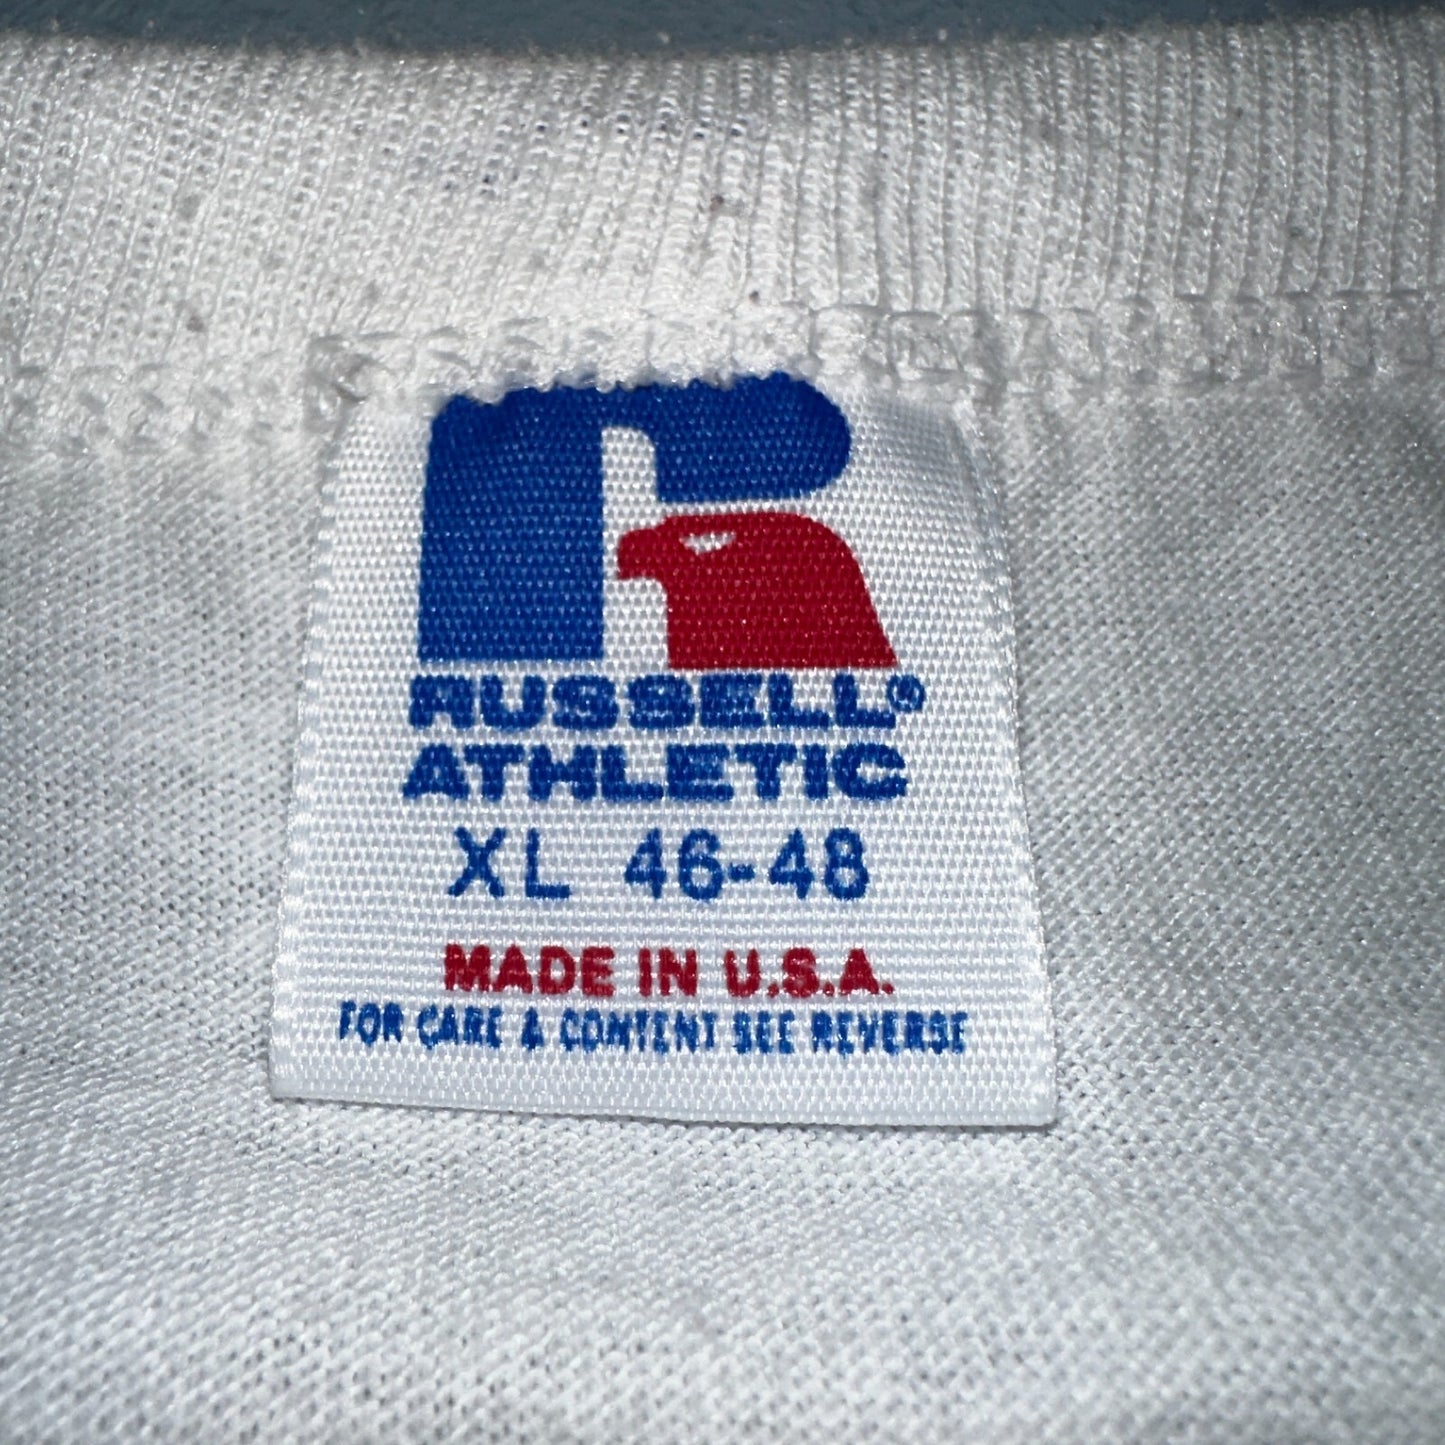 RUSSELL®
ATHLETIC
XL 46-48
MADE IN U.S.A.
FOR CARE & CONTENT SEE REVERSE